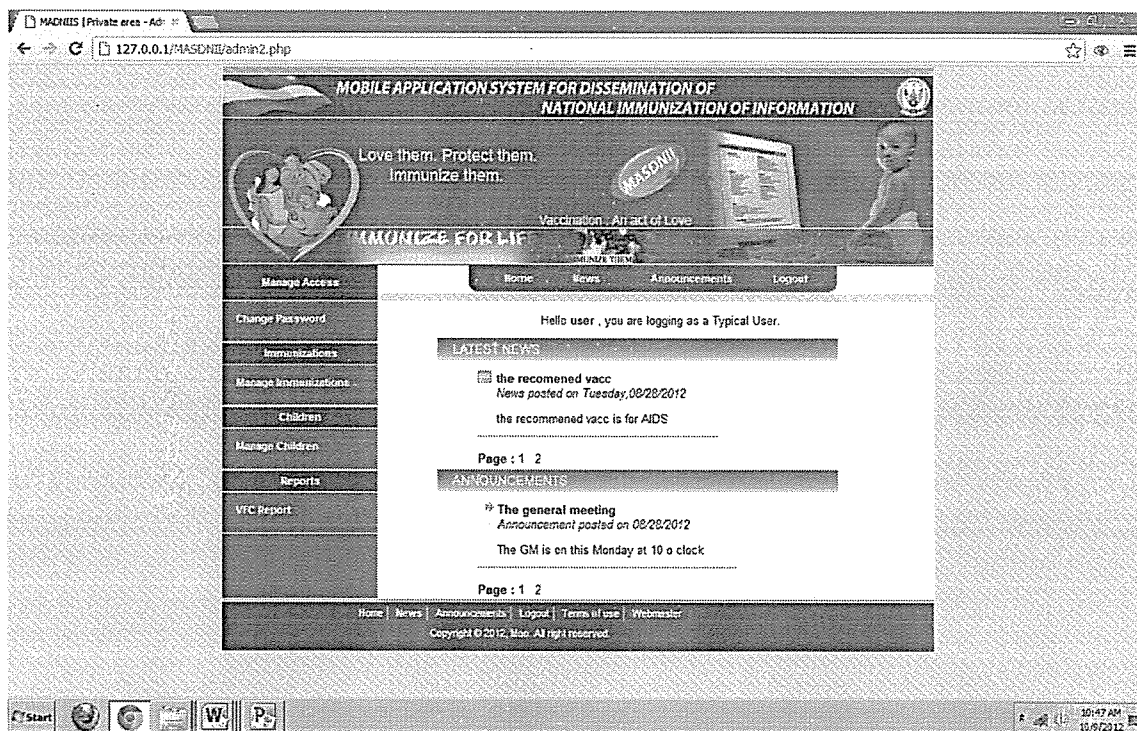 MADNIIS | Private area - Adr
127.0.0.1/MASDNII/admin2.php
MOBILE APPLICATION SYSTEM FOR DISSEMINATION OF
NATIONAL IMMUNIZATION OF INFORMATION
Love them. Protect them.
Immunize them.
MASDNII
Vaccination : An act of Love
IMMUNIZE FOR LIF
IMUNIZE THEM
Manage Access
Home News Announcements Logout
Change Password
Hello user , you are logging as a Typical User.
Immunizations
LATEST NEWS
Manage Immunizations
the recomened vacc
News posted on Tuesday,08/28/2012
Children
the recommened vacc is for AIDS
Manage Children
Page : 1 2
Reports
ANNOUNCEMENTS
VFC Report
The general meeting
Announcement posted on 08/28/2012
The GM is on this Monday at 10 o clock
Page : 1 2
Home | News | Announcements | Logout | Terms of use | Webmaster
Copyright © 2012, Mao. All right reserved.
Start
10:47 AM
10/9/2012